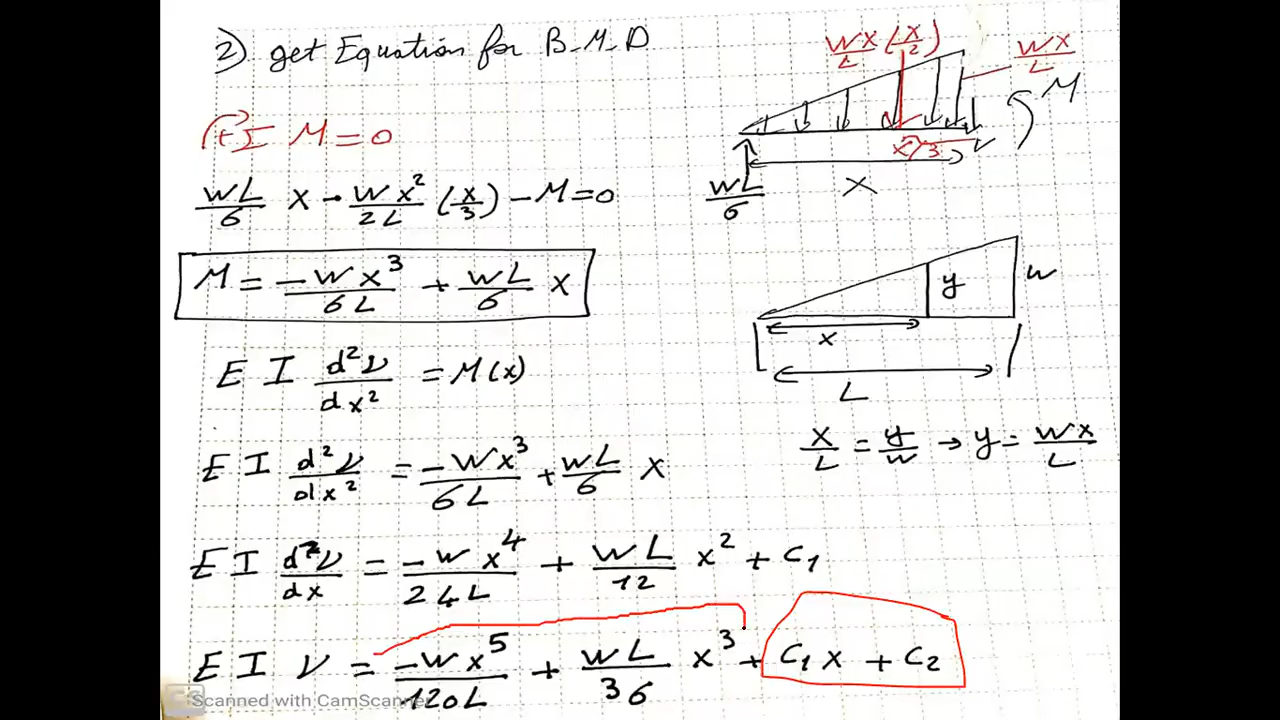 2) get Equation for B.M.D
(+Σ M = 0
WL/6 x - Wx²/2L (x/3) - M = 0
M = -Wx³/6L + WL/6 x
E I d²v/dx² = M(x)
E I d²v/dx² = -Wx³/6L + WL/6 x
E I d²v/dx = -Wx⁴/24L + WL/12 x² + C₁
E I v = -Wx⁵/120L + WL/36 x³ + C₁x + C₂
Wx/L (x/2)
Wx/L
M
x/3
v
WL/6
x
y
w
x
L
x/L = y/w → y = Wx/L
Scanned with CamScanner